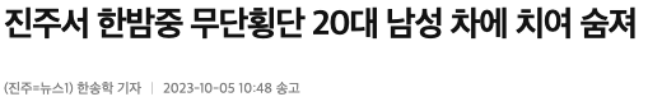 진주서 한밤중 무단횡단 20대 남성 차에 치여 숨져
(진주=뉴스1) 한송학 기자 | 2023-10-05 10:48 송고